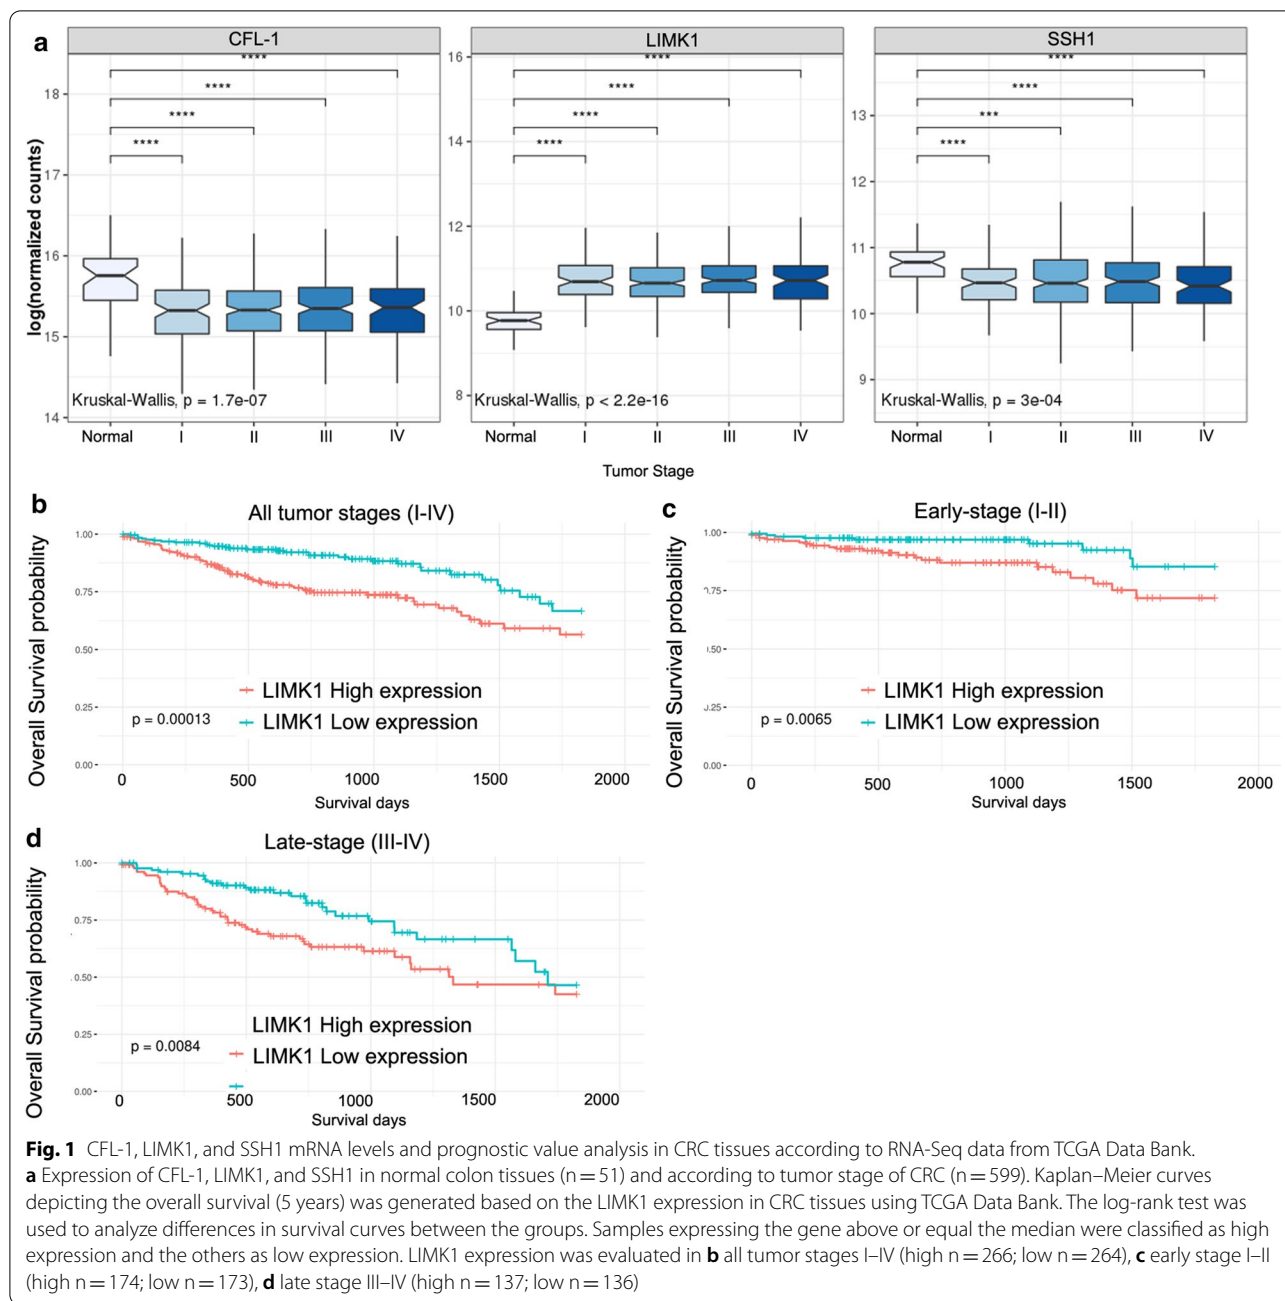 a
CFL-1
LIMK1
SSH1
log(normalized counts)
18
17
16
15
14
16
14
12
10
8
13
12
11
10
9
****
****
****
****
****
****
****
****
****
****
***
****
Kruskal-Wallis, p = 1.7e-07
Kruskal-Wallis, p < 2.2e-16
Kruskal-Wallis, p = 3e-04
Normal I II III IV
Normal I II III IV
Normal I II III IV
Tumor Stage
b
All tumor stages (I-IV)
Overall Survival probability
1.00
0.75
0.50
0.25
0.00
LIMK1 High expression
LIMK1 Low expression
p = 0.00013
0 500 1000 1500 2000
Survival days
c
Early-stage (I-II)
Overall Survival probability
1.00
0.75
.50
.25
0.00
LIMK1 High expression
LIMK1 Low expression
p = 0.0065
0 500 1000 1500 2000
Survival days
d
Late-stage (III-IV)
Overall Survival probability
1.00
0.75
.50
0.25
0.00
LIMK1 High expression
LIMK1 Low expression
p = 0.0084
0 500 1000 1500 2000
Survival days
Fig. 1 CFL-1, LIMK1, and SSH1 mRNA levels and prognostic value analysis in CRC tissues according to RNA-Seq data from TCGA Data Bank.
a Expression of CFL-1, LIMK1, and SSH1 in normal colon tissues (n = 51) and according to tumor stage of CRC (n = 599). Kaplan–Meier curves
depicting the overall survival (5 years) was generated based on the LIMK1 expression in CRC tissues using TCGA Data Bank. The log-rank test was
used to analyze differences in survival curves between the groups. Samples expressing the gene above or equal the median were classified as high
expression and the others as low expression. LIMK1 expression was evaluated in b all tumor stages I–IV (high n = 266; low n = 264), c early stage I–II
(high n = 174; low n = 173), d late stage III–IV (high n = 137; low n = 136)